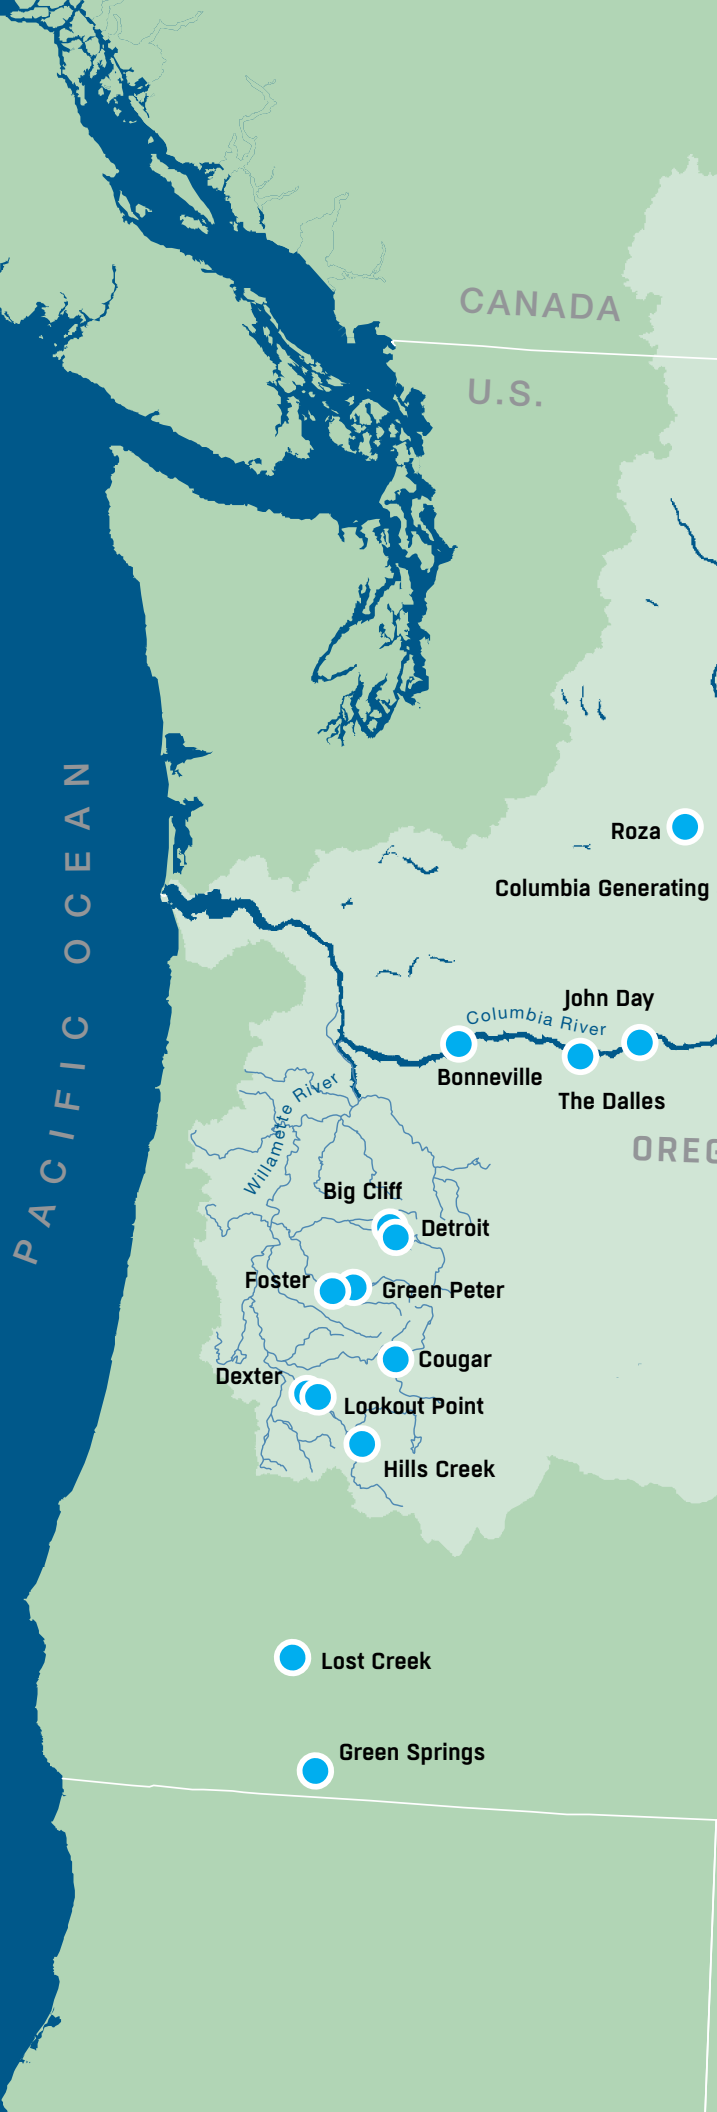 CANADA
U.S.
PACIFIC OCEAN
Roza
Columbia Generating
John Day
Columbia River
Bonneville
The Dalles
Willamette River
OREG
Big Cliff
Detroit
Foster
Green Peter
Cougar
Dexter
Lookout Point
Hills Creek
Lost Creek
Green Springs